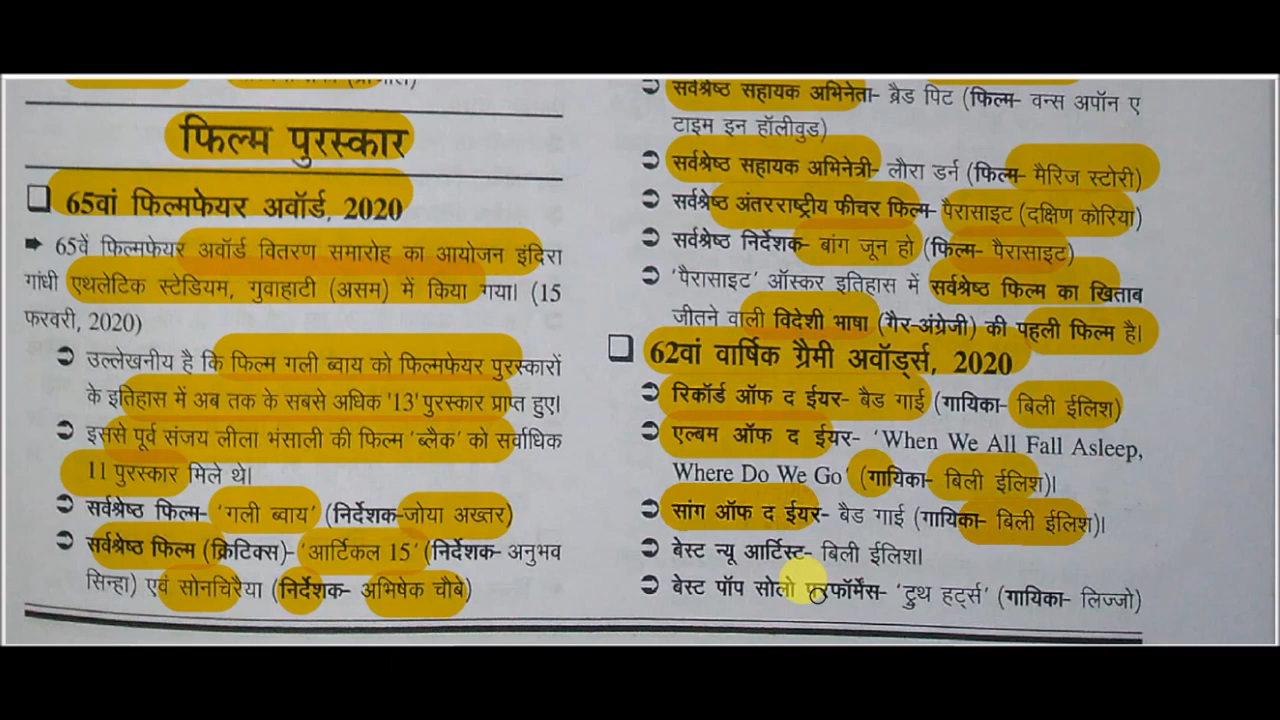 फिल्म पुरस्कार
65वां फिल्मफेयर अवॉर्ड, 2020
65वें फिल्मफेयर अवॉर्ड वितरण समारोह का आयोजन इंदिरा
गांधी एथलेटिक स्टेडियम, गुवाहाटी (असम) में किया गया। (15
फरवरी, 2020)
उल्लेखनीय है कि फिल्म गली ब्वाय को फिल्मफेयर पुरस्कारों
के इतिहास में अब तक के सबसे अधिक '13' पुरस्कार प्राप्त हुए।
इससे पूर्व संजय लीला भंसाली की फिल्म 'ब्लैक' को सर्वाधिक
11 पुरस्कार मिले थे।
सर्वश्रेष्ठ फिल्म- 'गली ब्वाय' (निर्देशक-जोया अख्तर)
सर्वश्रेष्ठ फिल्म (क्रिटिक्स)- 'आर्टिकल 15' (निर्देशक- अनुभव
सिन्हा) एवं सोनचिरैया (निर्देशक- अभिषेक चौबे)
सर्वश्रेष्ठ सहायक अभिनेता- ब्रैड पिट (फिल्म- वन्स अपॉन ए
टाइम इन हॉलीवुड)
सर्वश्रेष्ठ सहायक अभिनेत्री- लौरा डर्न (फिल्म- मैरिज स्टोरी)
सर्वश्रेष्ठ अंतरराष्ट्रीय फीचर फिल्म- पैरासाइट (दक्षिण कोरिया)
सर्वश्रेष्ठ निर्देशक- बांग जून हो (फिल्म- पैरासाइट)
'पैरासाइट' ऑस्कर इतिहास में सर्वश्रेष्ठ फिल्म का खिताब
जीतने वाली विदेशी भाषा (गैर-अंग्रेजी) की पहली फिल्म है।
62वां वार्षिक ग्रैमी अवॉर्ड्स, 2020
रिकॉर्ड ऑफ द ईयर- बैड गाई (गायिका- बिली ईलिश)
एल्बम ऑफ द ईयर- 'When We All Fall Asleep,
Where Do We Go' (गायिका- बिली ईलिश)।
सांग ऑफ द ईयर- बैड गाई (गायिका- बिली ईलिश)।
बेस्ट न्यू आर्टिस्ट- बिली ईलिश।
बेस्ट पॉप सोलो परफॉर्मेंस- 'ट्रुथ हर्ट्स' (गायिका- लिज्जो)